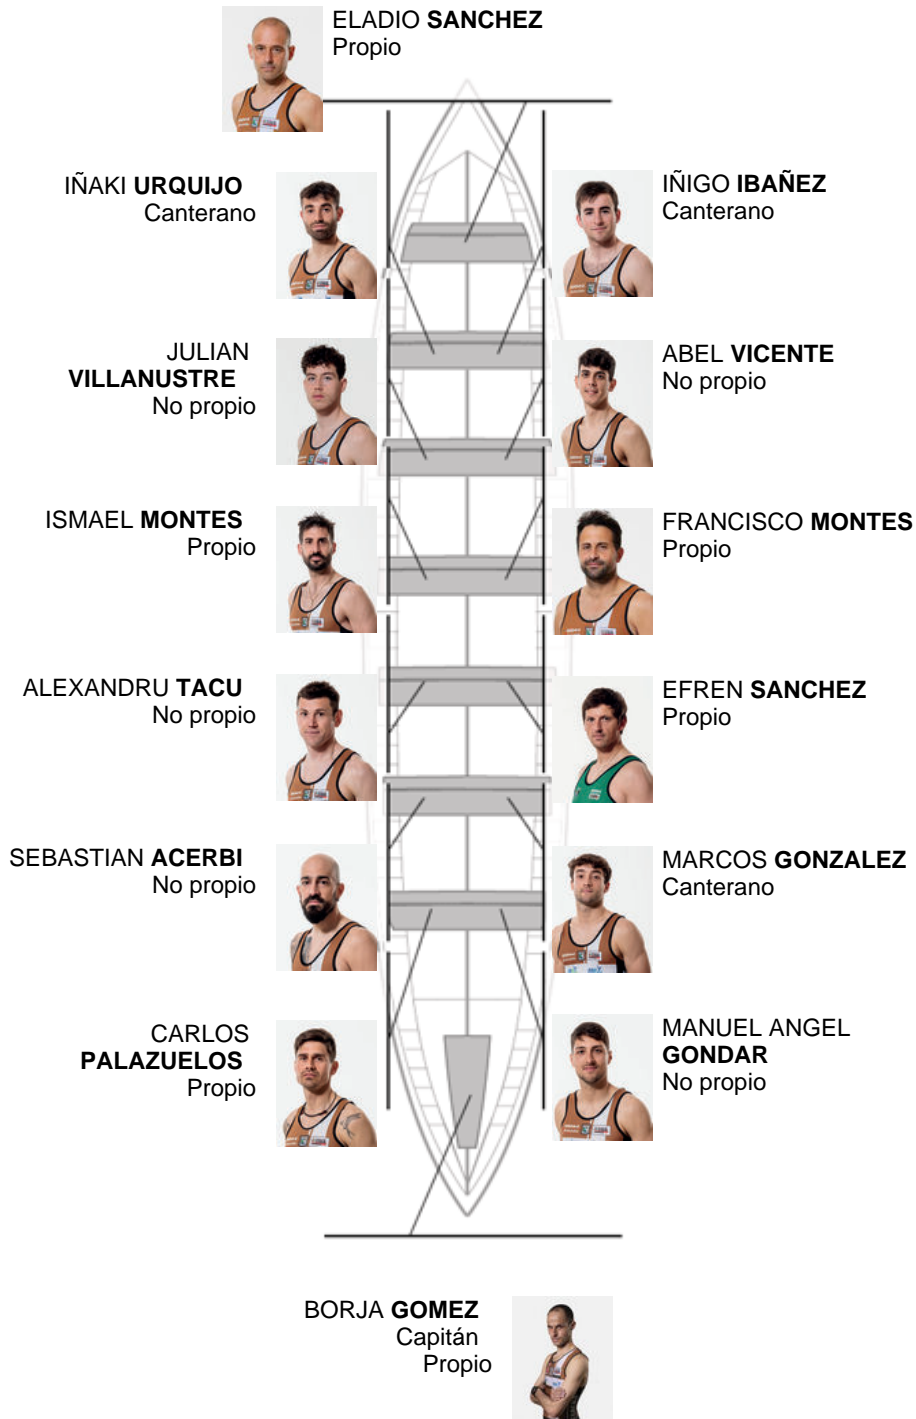 ELADIO SANCHEZ
Propio
IÑAKI URQUIJO
Canterano
IÑIGO IBAÑEZ
Canterano
JULIAN
VILLANUSTRE
No propio
ABEL VICENTE
No propio
ISMAEL MONTES
Propio
FRANCISCO MONTES
Propio
ALEXANDRU TACU
No propio
EFREN SANCHEZ
Propio
SEBASTIAN ACERBI
No propio
MARCOS GONZALEZ
Canterano
CARLOS
PALAZUELOS
Propio
MANUEL ANGEL
GONDAR
No propio
BORJA GOMEZ
Capitán
Propio